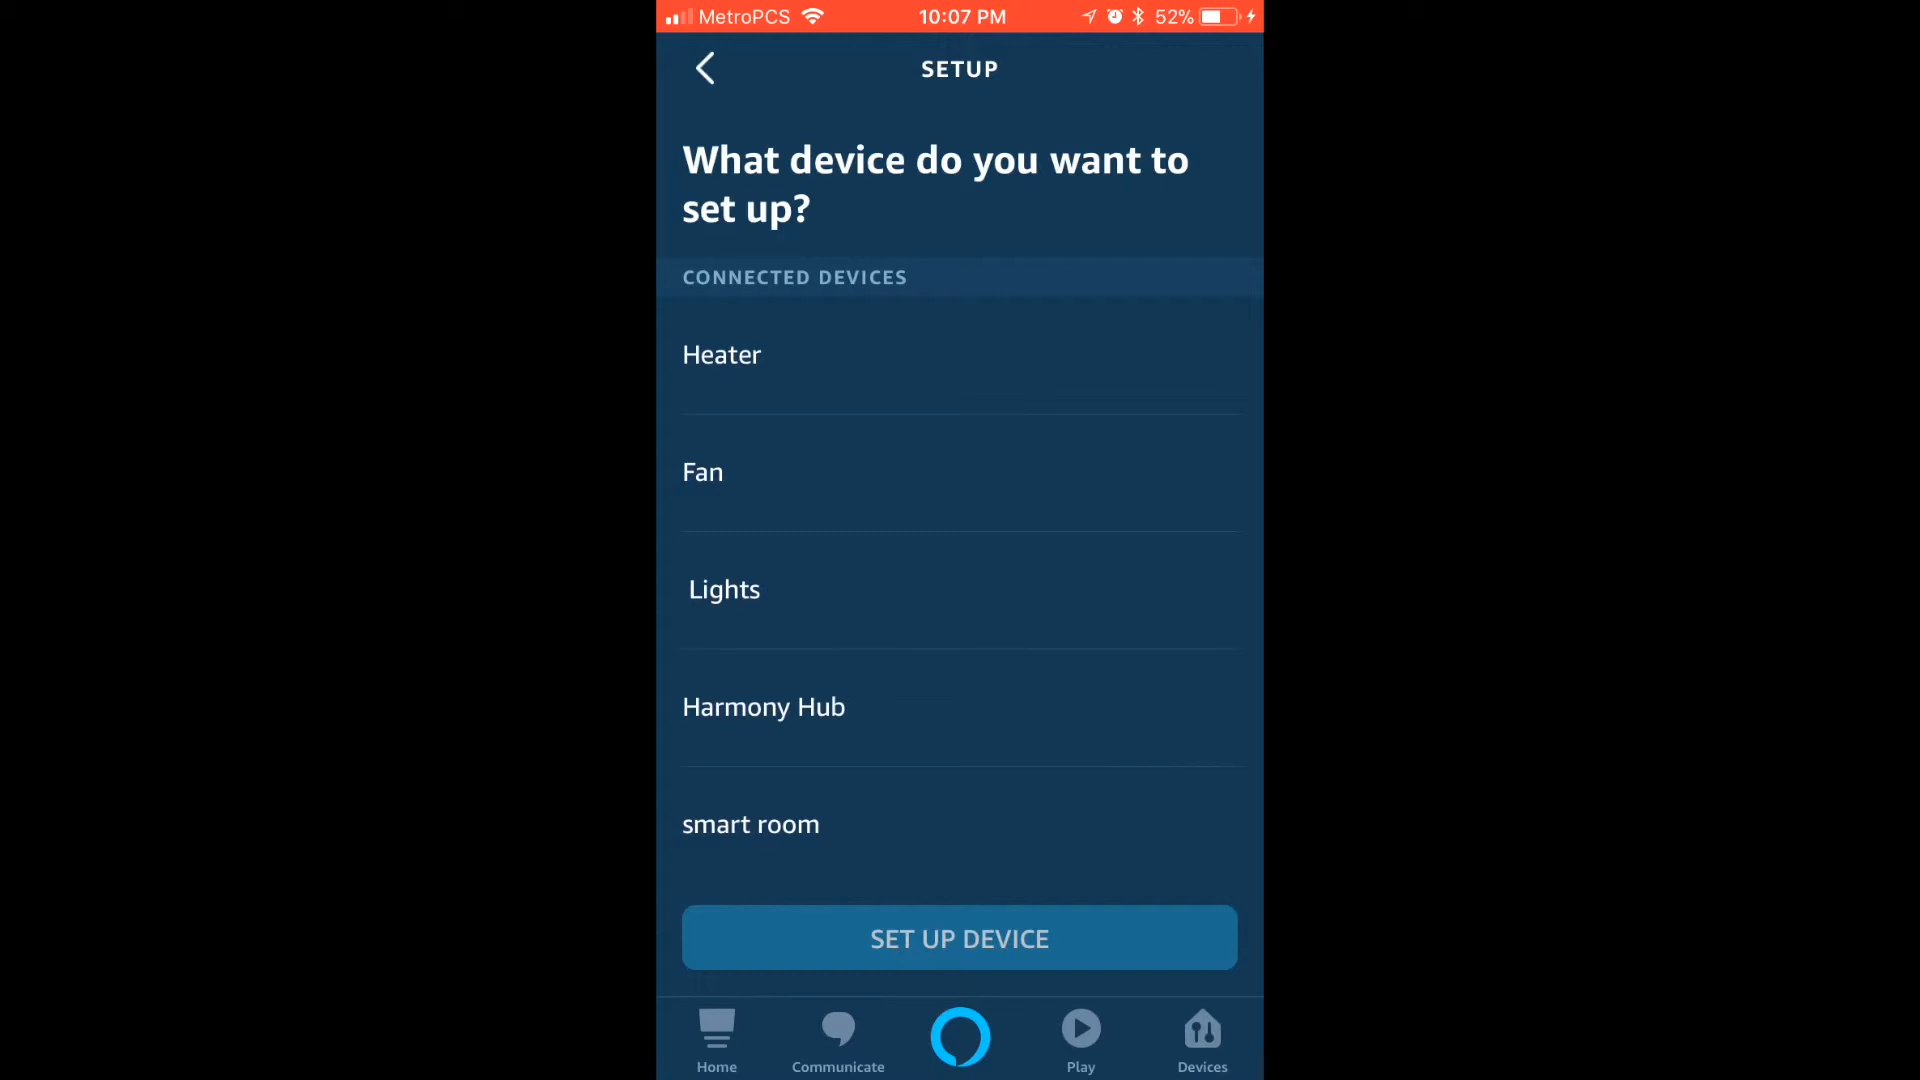 MetroPCS 10:07 PM 52%
SETUP
What device do you want to
set up?
CONNECTED DEVICES
Heater
Fan
Lights
Harmony Hub
smart room
SET UP DEVICE
Home Communicate Play Devices